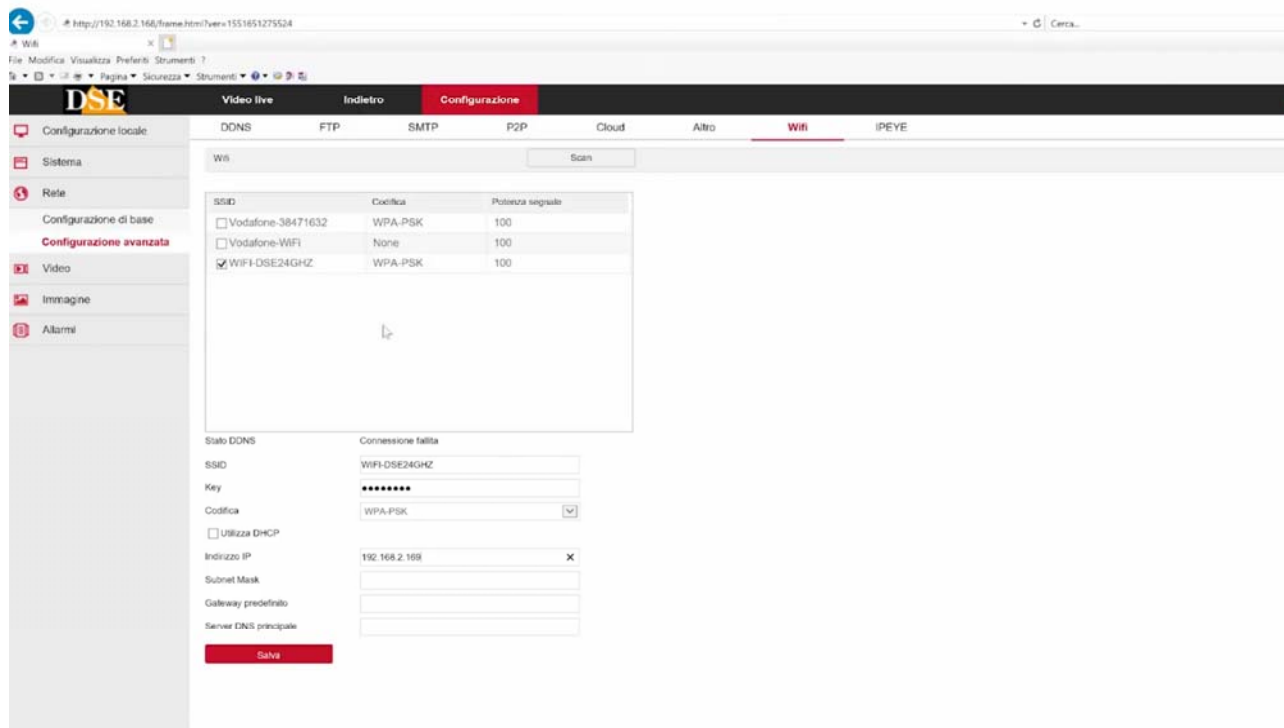 http://192.168.2.168/frame.html?ver=1551651275524
Cerca...
Wifi
File Modifica Visualizza Preferiti Strumenti ?
Pagina Sicurezza Strumenti
DSE Video live Indietro Configurazione
Configurazione locale DDNS FTP SMTP P2P Cloud Altro Wifi IPEYE
Sistema Wifi Scan
Rete
SSID Codifica Potenza segnale
Configurazione di base Vodafone-38471632 WPA-PSK 100
Configurazione avanzata Vodafone-WiFi None 100
Video WIFI-DSE24GHZ WPA-PSK 100
Immagine
Allarmi
Stato DDNS Connessione fallita
SSID WIFI-DSE24GHZ
Key ••••••••
Codifica WPA-PSK
Utilizza DHCP
Indirizzo IP 192.168.2.169
Subnet Mask
Gateway predefinito
Server DNS principale
Salva